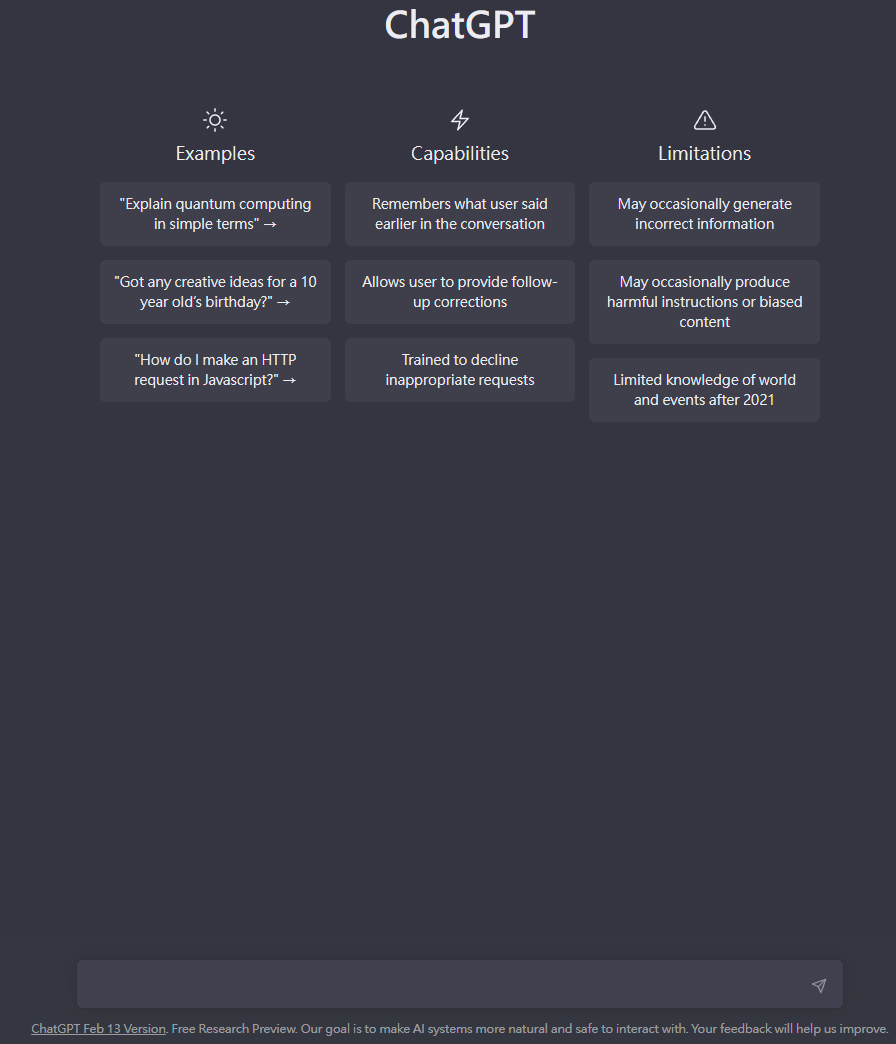 ChatGPT
Examples
"Explain quantum computing
in simple terms" →
"Got any creative ideas for a 10
year old’s birthday?" →
"How do I make an HTTP
request in Javascript?" →
Capabilities
Remembers what user said
earlier in the conversation
Allows user to provide follow-
up corrections
Trained to decline
inappropriate requests
Limitations
May occasionally generate
incorrect information
May occasionally produce
harmful instructions or biased
content
Limited knowledge of world
and events after 2021
ChatGPT Feb 13 Version. Free Research Preview. Our goal is to make AI systems more natural and safe to interact with. Your feedback will help us improve.